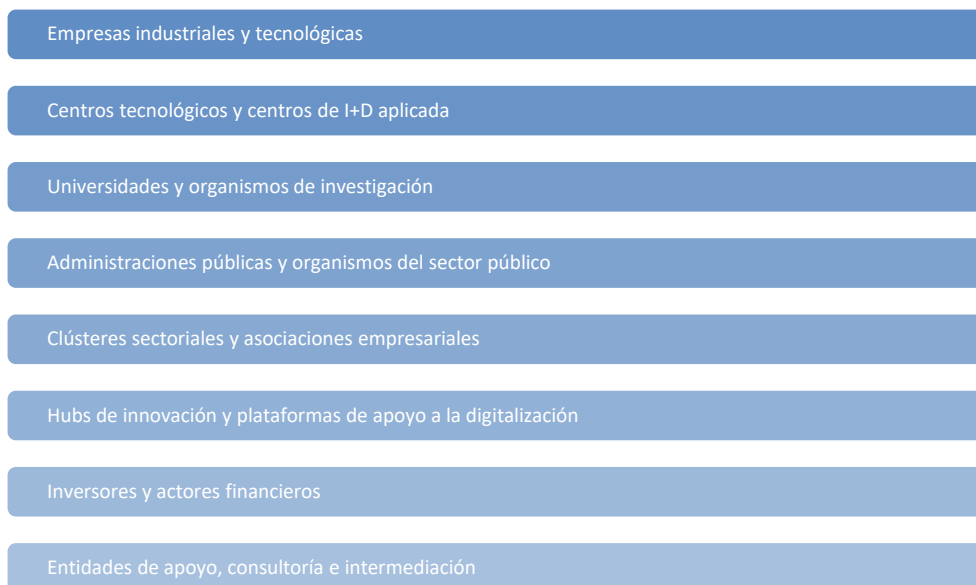 Empresas industriales y tecnológicas
Centros tecnológicos y centros de I+D aplicada
Universidades y organismos de investigación
Administraciones públicas y organismos del sector público
Clústeres sectoriales y asociaciones empresariales
Hubs de innovación y plataformas de apoyo a la digitalización
Inversores y actores financieros
Entidades de apoyo, consultoría e intermediación